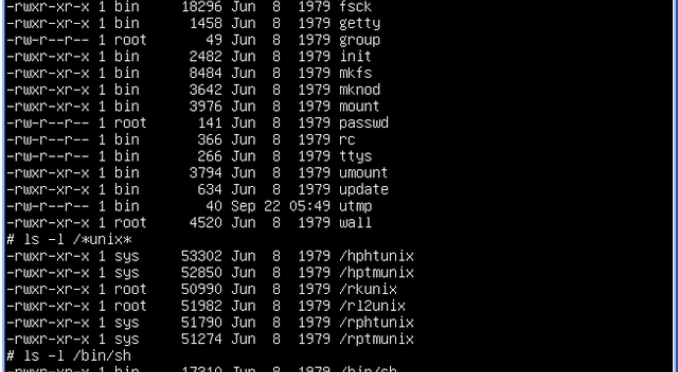 -rwxr-xr-x 1 bin     18296 Jun  8  1979 fsck
-rwxr-xr-x 1 bin      1458 Jun  8  1979 getty
-rw-r--r-- 1 root       49 Jun  8  1979 group
-rwxr-xr-x 1 bin      2482 Jun  8  1979 init
-rwxr-xr-x 1 bin      8484 Jun  8  1979 mkfs
-rwxr-xr-x 1 bin      3642 Jun  8  1979 mknod
-rwxr-xr-x 1 bin      3976 Jun  8  1979 mount
-rw-r--r-- 1 root      141 Jun  8  1979 passwd
-rw-r--r-- 1 bin       366 Jun  8  1979 rc
-rw-r--r-- 1 bin       266 Jun  8  1979 ttys
-rwxr-xr-x 1 bin      3794 Jun  8  1979 umount
-rwxr-xr-x 1 bin       634 Jun  8  1979 update
-rw-r--r-- 1 bin        40 Sep 22 05:49 utmp
-rwxr-xr-x 1 root     4520 Jun  8  1979 wall
# ls -l /*unix*
-rwxr-xr-x 1 sys     53302 Jun  8  1979 /hphtunix
-rwxr-xr-x 1 sys     52850 Jun  8  1979 /hptmunix
-rwxr-xr-x 1 root    50990 Jun  8  1979 /rkunix
-rwxr-xr-x 1 root    51982 Jun  8  1979 /rl2unix
-rwxr-xr-x 1 sys     51790 Jun  8  1979 /rphtunix
-rwxr-xr-x 1 sys     51274 Jun  8  1979 /rptmunix
# ls -l /bin/sh
-rwxr-xr-x 1 bin     17310 Jun  8  1979 /bin/sh